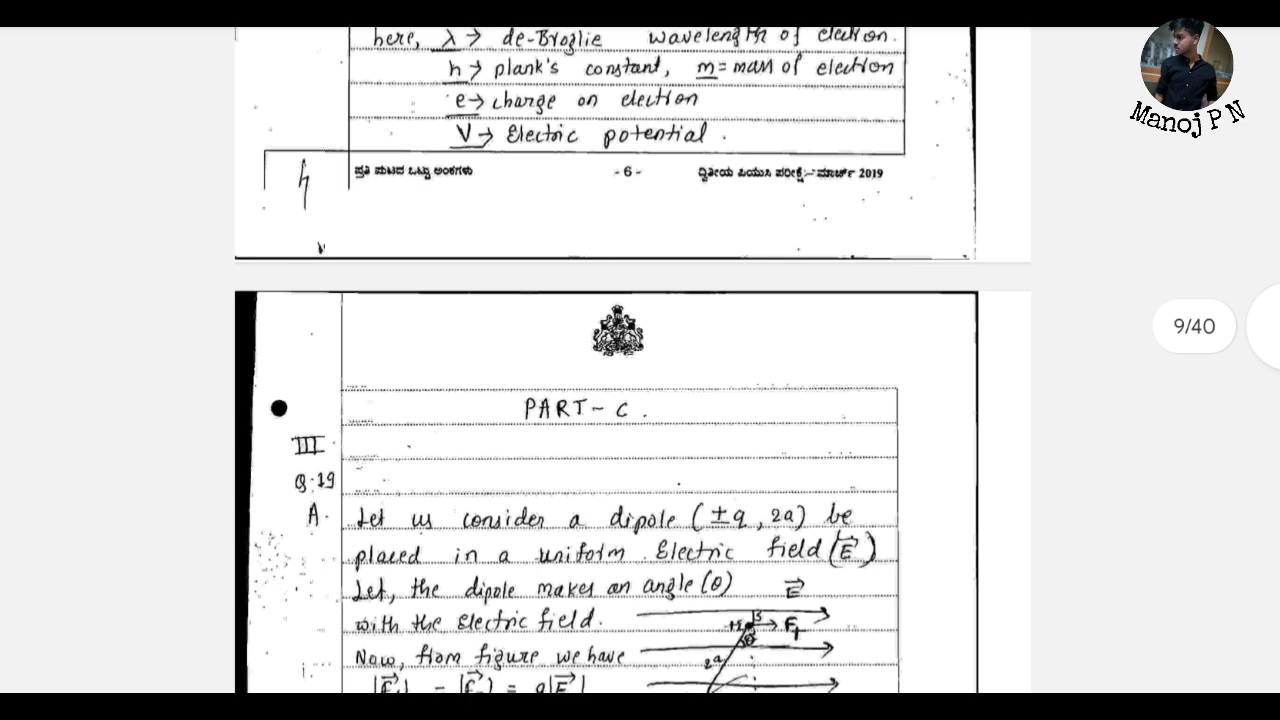 here, λ → de-Broglie wavelength of electron.
h → plank's constant, m = mass of electron
e → charge on electron
V → Electric potential.
ಪ್ರತಿ ಪುಟದ ಒಟ್ಟು ಅಂಕಗಳು - 6 - ದ್ವಿತೀಯ ಪಿಯುಸಿ ಪರೀಕ್ಷೆ - ಮಾರ್ಚ್ 2019
Manoj P N
9/40
PART - C.
III
Q.19
A. Let us consider a dipole (±q, 2a) be
placed in a uniform Electric field (E⃗)
Let, the dipole makes an angle (θ) E⃗
with the Electric field.
Now, from figure we have 2a